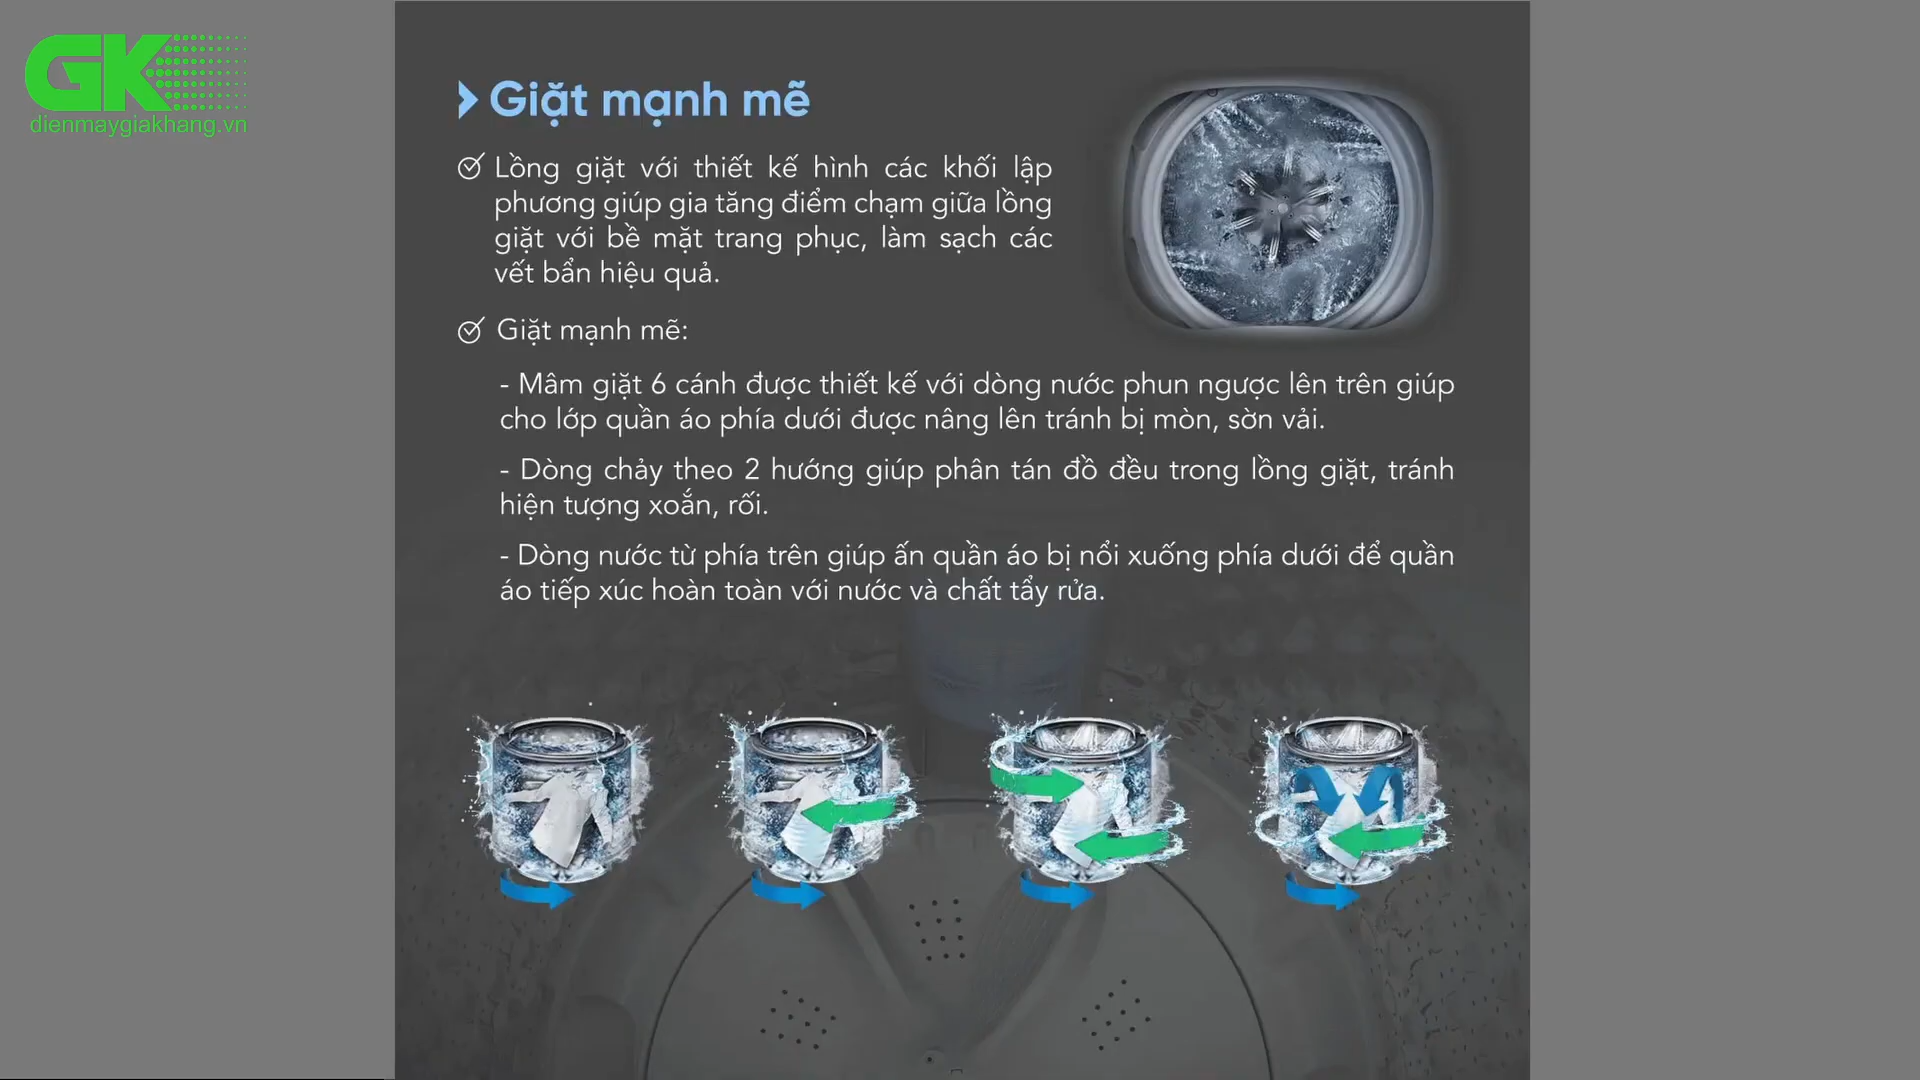 GK
dienmaygiakhang.vn
Giặt mạnh mẽ
Lồng giặt với thiết kế hình các khối lập
phương giúp gia tăng điểm chạm giữa lồng
giặt với bề mặt trang phục, làm sạch các
vết bẩn hiệu quả.
Giặt mạnh mẽ:
- Mâm giặt 6 cánh được thiết kế với dòng nước phun ngược lên trên giúp
cho lớp quần áo phía dưới được nâng lên tránh bị mòn, sờn vải.
- Dòng chảy theo 2 hướng giúp phân tán đồ đều trong lồng giặt, tránh
hiện tượng xoắn, rối.
- Dòng nước từ phía trên giúp ấn quần áo bị nổi xuống phía dưới để quần
áo tiếp xúc hoàn toàn với nước và chất tẩy rửa.